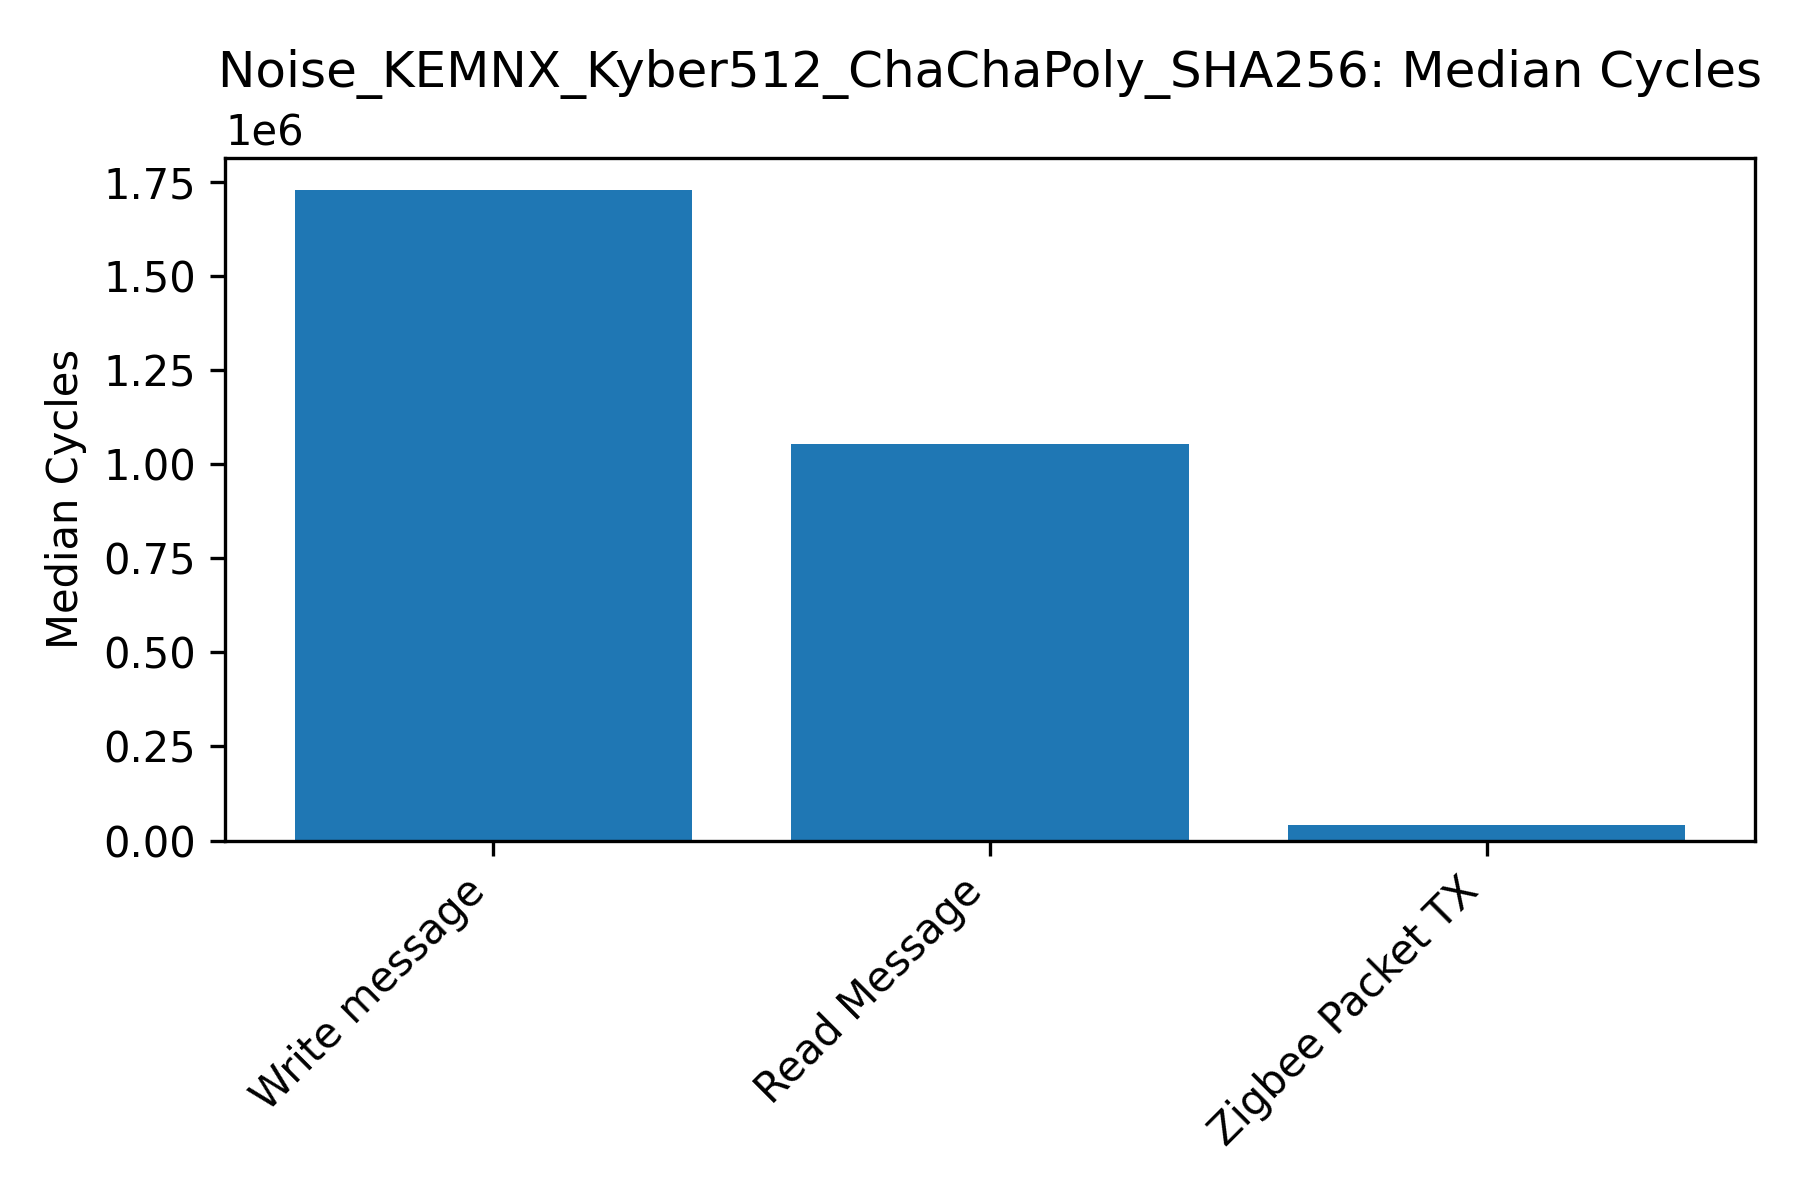 Noise_KEMNX_Kyber512_ChaChaPoly_SHA256: Median Cycles
1e6
1.75
1.50
1.25
1.00
0.75
0.50
0.25
0.00
Median Cycles
Write message
Read Message
Zigbee Packet TX